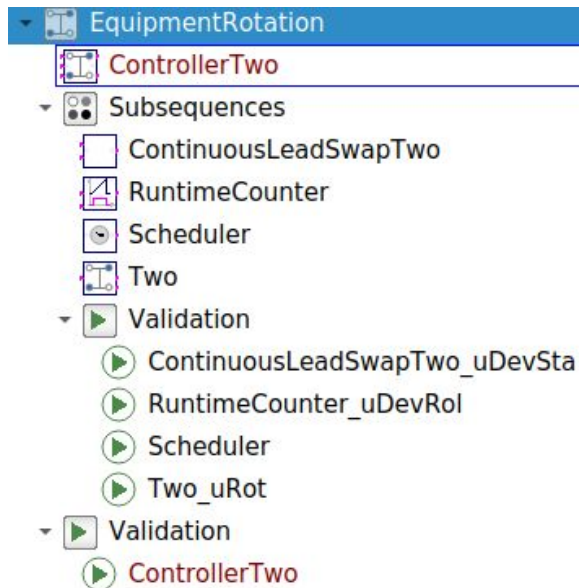 EquipmentRotation
ControllerTwo
Subsequences
ContinuousLeadSwapTwo
RuntimeCounter
Scheduler
Two
Validation
ContinuousLeadSwapTwo_uDevSta
RuntimeCounter_uDevRol
Scheduler
Two_uRot
Validation
ControllerTwo